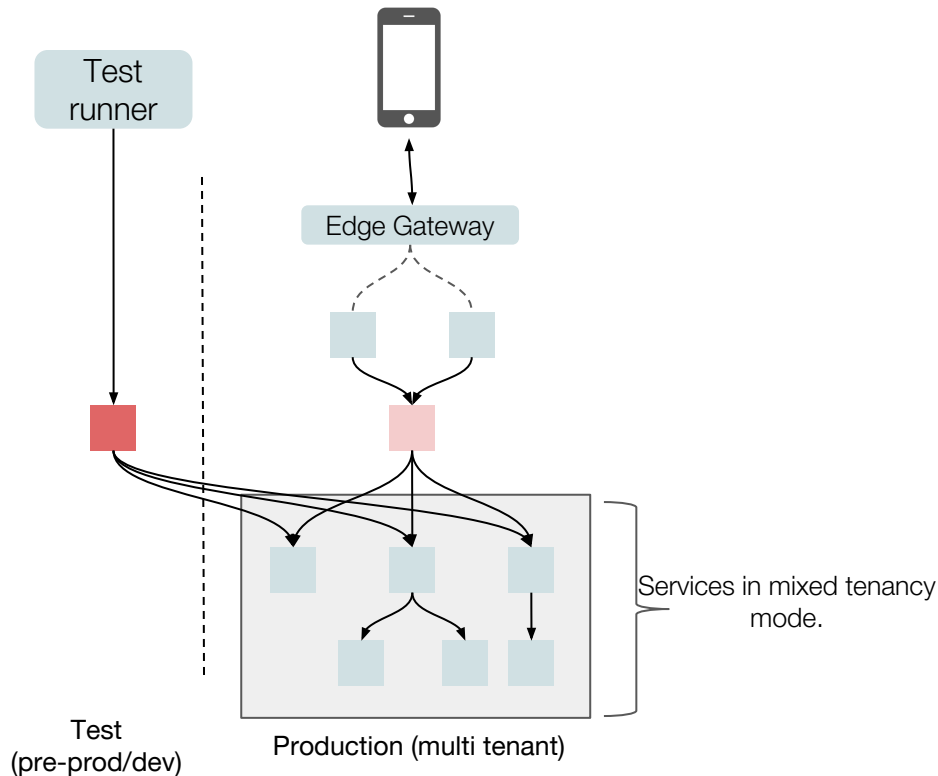 Test
runner
Edge Gateway
Services in mixed tenancy
mode.
Test
(pre-prod/dev)
Production (multi tenant)